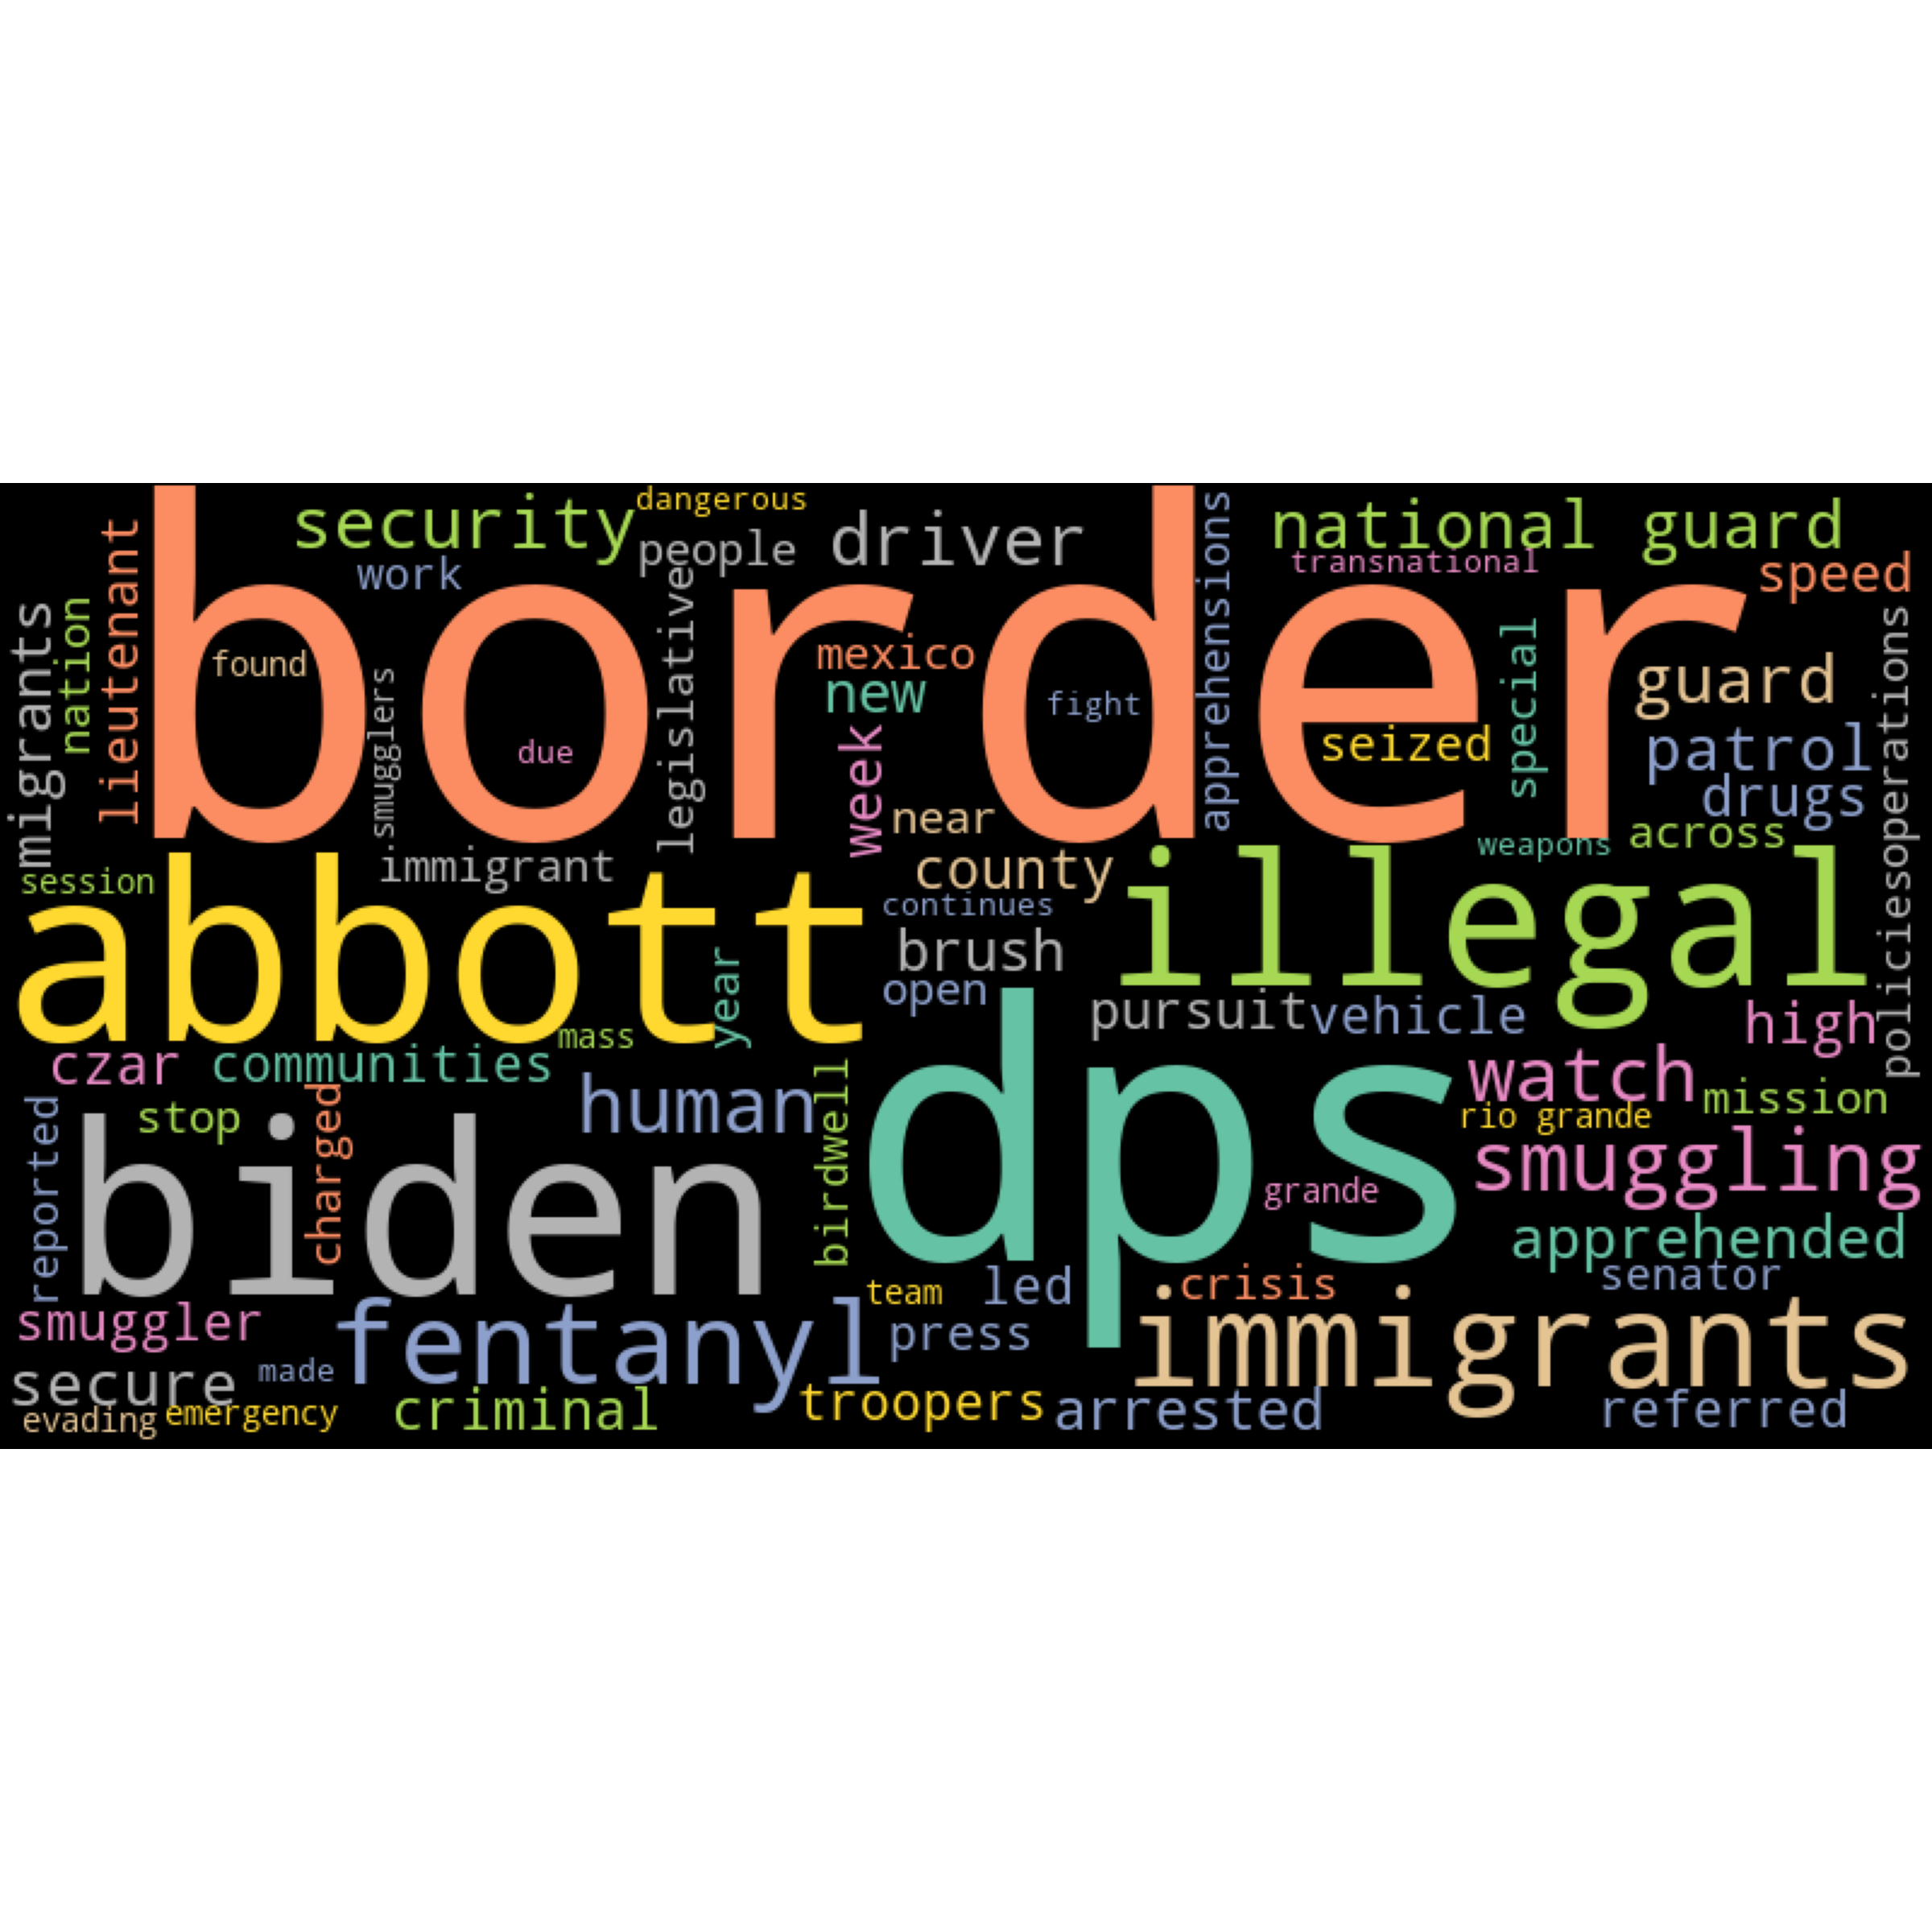 dangerous
security
people
driver
national guard
transnational
work
speed
lieutenant
nation
migrants
border
found
smugglers
due
legislative
mexico
new
week
fight
near
apprehensions
seized
special
guard
patrol
drugs
operations
weapons
across
session
immigrant
county
continues
illegal
abbott
brush
open
year
mass
pursuit
vehicle
high
policies
czar
communities
human
watch
mission
rio grande
stop
charged
reported
birdwell
dps
smuggling
biden
grande
apprehended
team
led
crisis
senator
smuggler
fentanyl
press
immigrants
secure
made
evading
emergency
criminal
troopers
arrested
referred